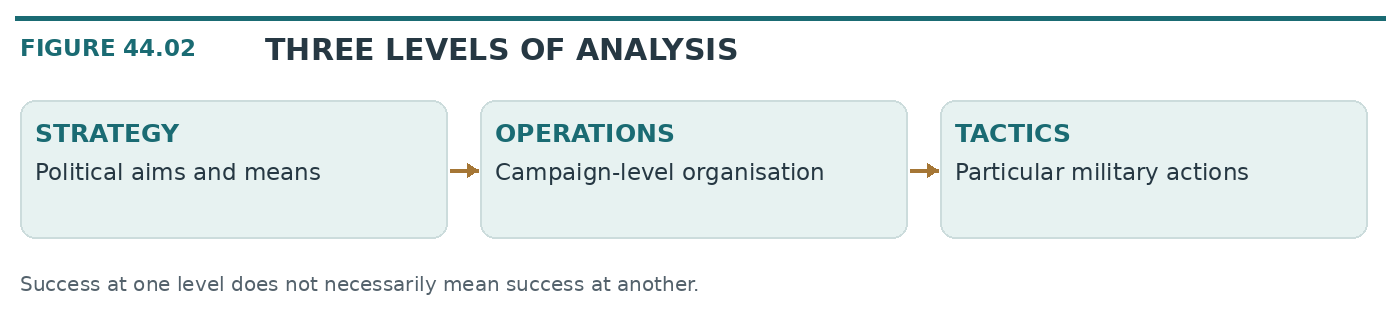 FIGURE 44.02 THREE LEVELS OF ANALYSIS
STRATEGY
Political aims and means
OPERATIONS
Campaign-level organisation
TACTICS
Particular military actions
Success at one level does not necessarily mean success at another.